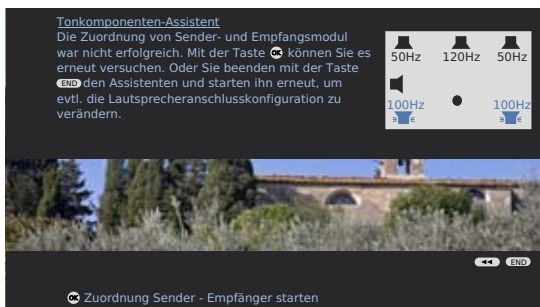 Tonkomponenten-Assistent
Die Zuordnung von Sender- und Empfangsmodul
war nicht erfolgreich. Mit der Taste OK können Sie es
erneut versuchen. Oder Sie beenden mit der Taste
END den Assistenten und starten ihn erneut, um
evtl. die Lautsprecheranschlusskonfiguration zu
verändern.
50Hz 120Hz 50Hz
100Hz 100Hz
END
OK Zuordnung Sender - Empfänger starten